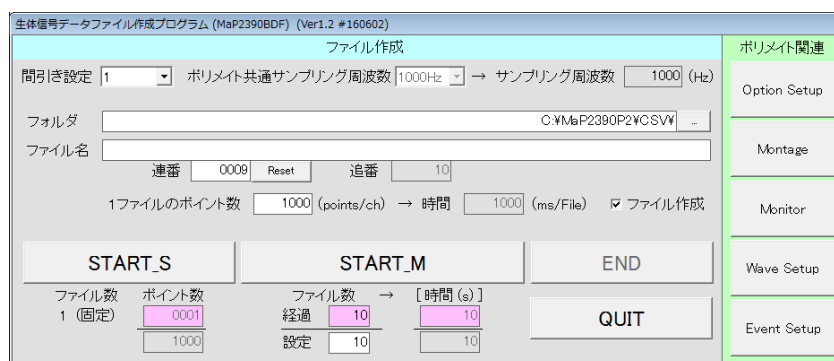 生体信号データファイル作成プログラム (MaP2390BDF) (Ver1.2 #160602)
ファイル作成
ポリメイト関連
間引き設定 1 ポリメイト共通サンプリング周波数 1000Hz → サンプリング周波数 1000 (Hz)
Option Setup
フォルダ C:¥MaP2390P2¥CSV¥ ...
ファイル名
Montage
連番 0009 Reset 追番 10
1ファイルのポイント数 1000 (points/ch) → 時間 1000 (ms/File) ファイル作成
Monitor
START_S START_M END
Wave Setup
ファイル数 ポイント数 ファイル数 → [時間(s)]
1 (固定) 0001 経過 10 10
QUIT
Event Setup
1000 設定 10 10